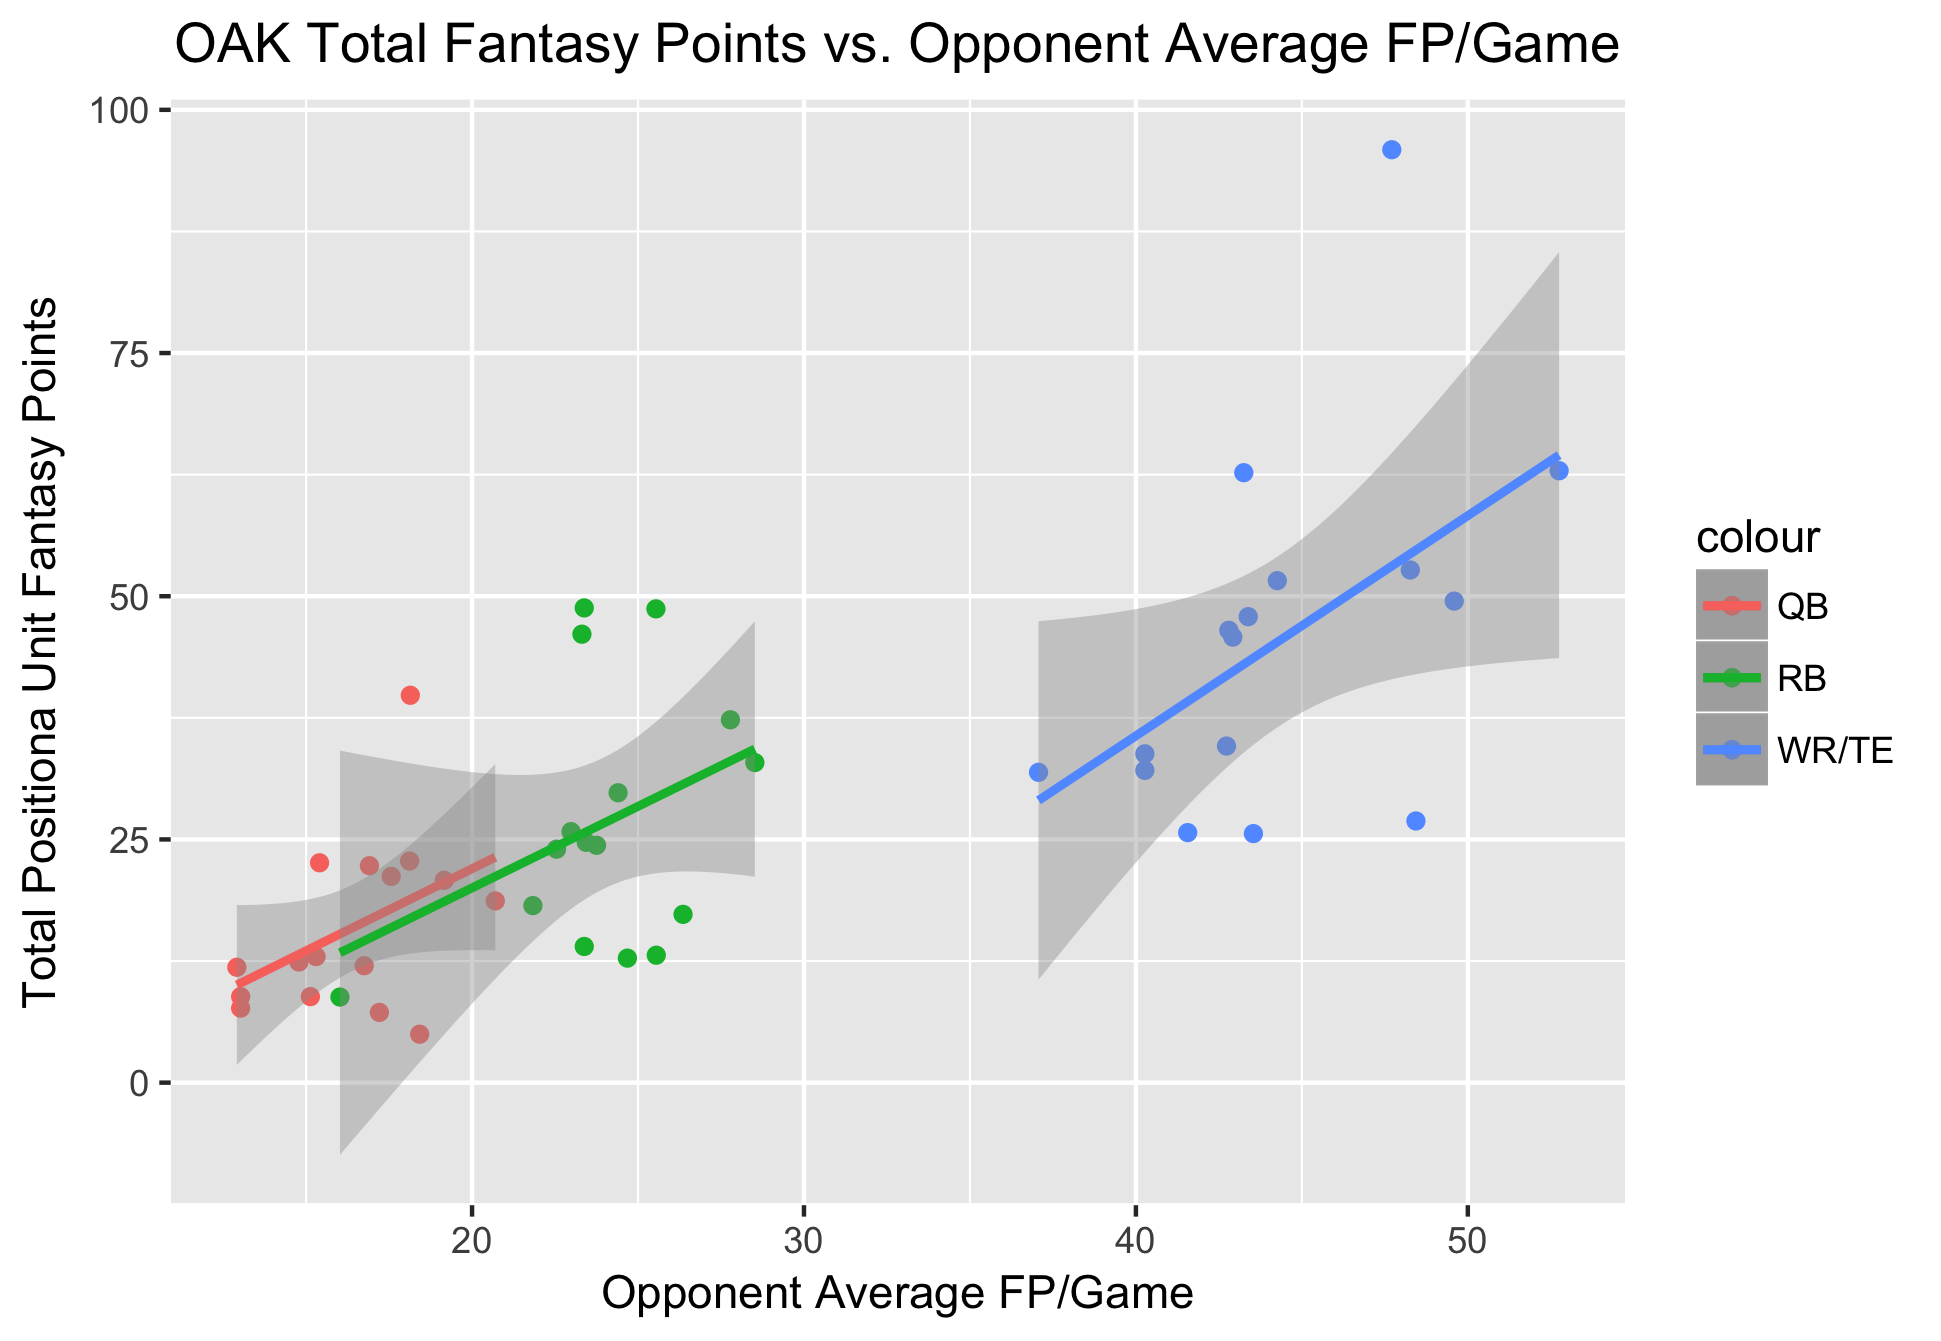 OAK Total Fantasy Points vs. Opponent Average FP/Game
Total Positiona Unit Fantasy Points
100
75
50
25
0
20
30
40
50
Opponent Average FP/Game
colour
QB
RB
WR/TE